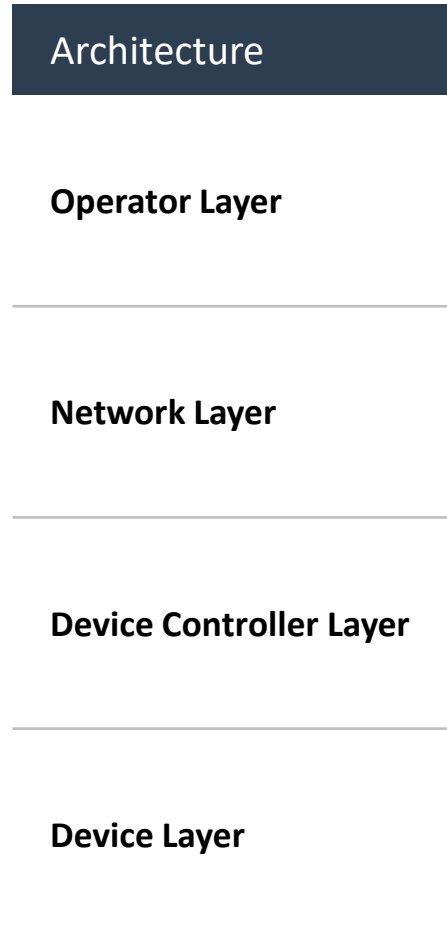 Architecture
Operator Layer
Network Layer
Device Controller Layer
Device Layer